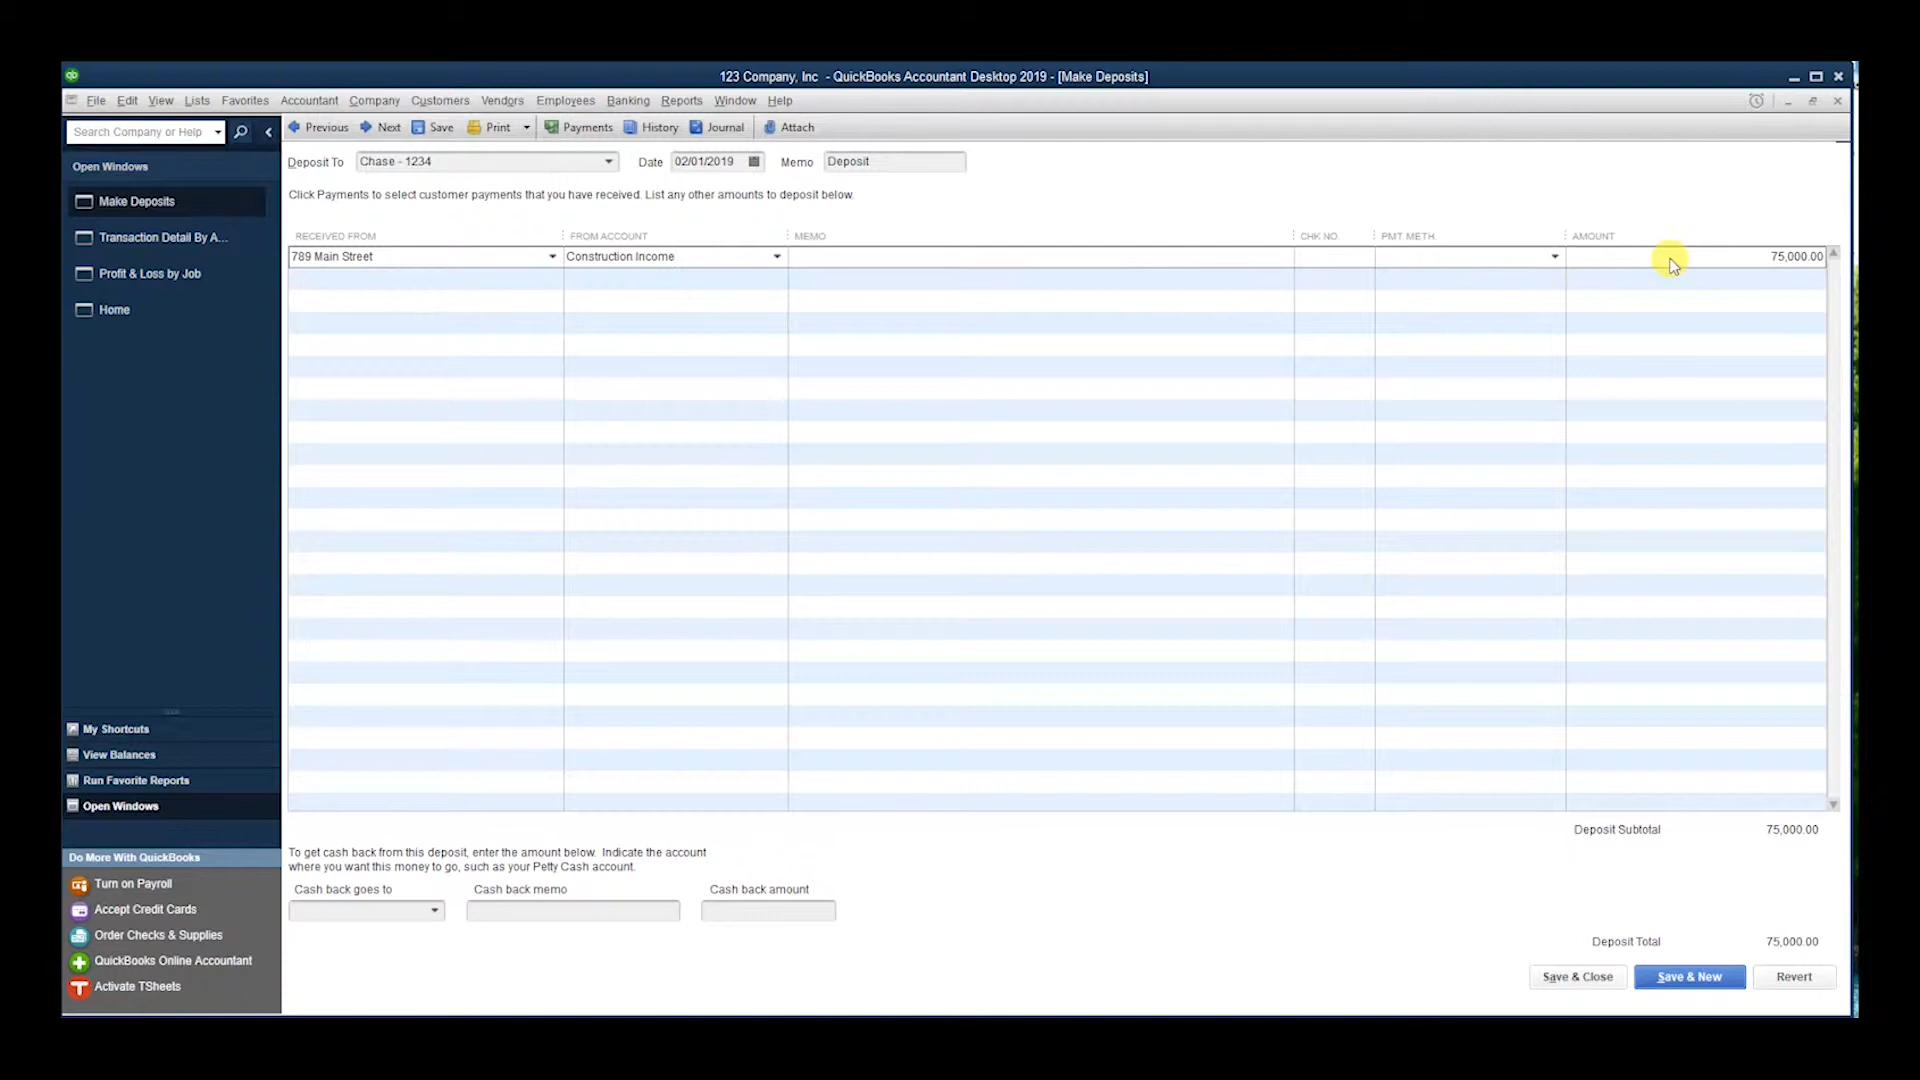 qb
123 Company, Inc - QuickBooks Accountant Desktop 2019 - [Make Deposits]
File Edit View Lists Favorites Accountant Company Customers Vendors Employees Banking Reports Window Help
Search Company or Help
Previous Next Save Print Payments History Journal Attach
Open Windows
Deposit To Chase - 1234 Date 02/01/2019 Memo Deposit
Click Payments to select customer payments that you have received. List any other amounts to deposit below.
Make Deposits
Transaction Detail By A...
Profit & Loss by Job
Home
RECEIVED FROM FROM ACCOUNT MEMO CHK NO. PMT METH. AMOUNT
789 Main Street Construction Income 75,000.00
My Shortcuts
View Balances
Run Favorite Reports
Open Windows
Deposit Subtotal 75,000.00
To get cash back from this deposit, enter the amount below. Indicate the account
where you want this money to go, such as your Petty Cash account.
Cash back goes to Cash back memo Cash back amount
Do More With QuickBooks
Turn on Payroll
Accept Credit Cards
Order Checks & Supplies
QuickBooks Online Accountant
Activate TSheets
Deposit Total 75,000.00
Save & Close Save & New Revert